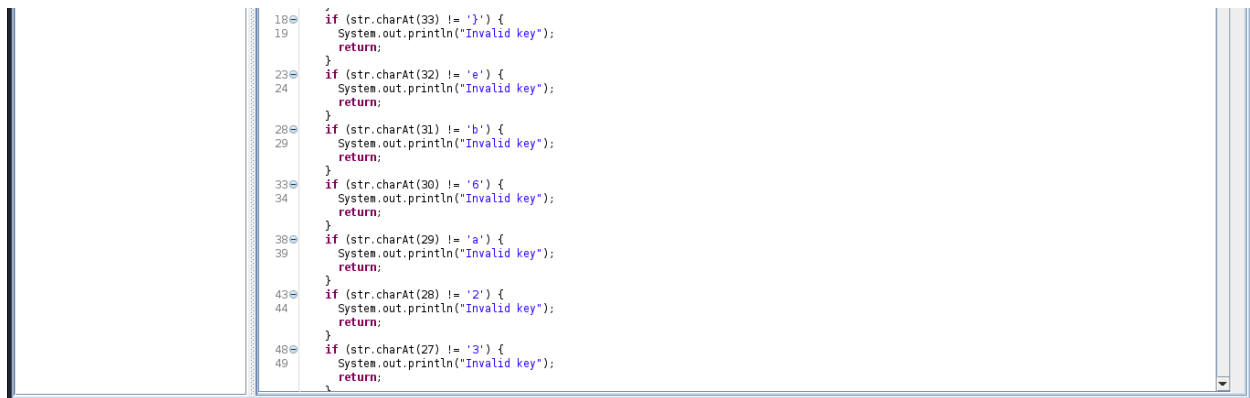 18 if (str.charAt(33) != '}') {
19 System.out.println("Invalid key");
return;
}
23 if (str.charAt(32) != 'e') {
24 System.out.println("Invalid key");
return;
}
28 if (str.charAt(31) != 'b') {
29 System.out.println("Invalid key");
return;
}
33 if (str.charAt(30) != '6') {
34 System.out.println("Invalid key");
return;
}
38 if (str.charAt(29) != 'a') {
39 System.out.println("Invalid key");
return;
}
43 if (str.charAt(28) != '2') {
44 System.out.println("Invalid key");
return;
}
48 if (str.charAt(27) != '3') {
49 System.out.println("Invalid key");
return;
}